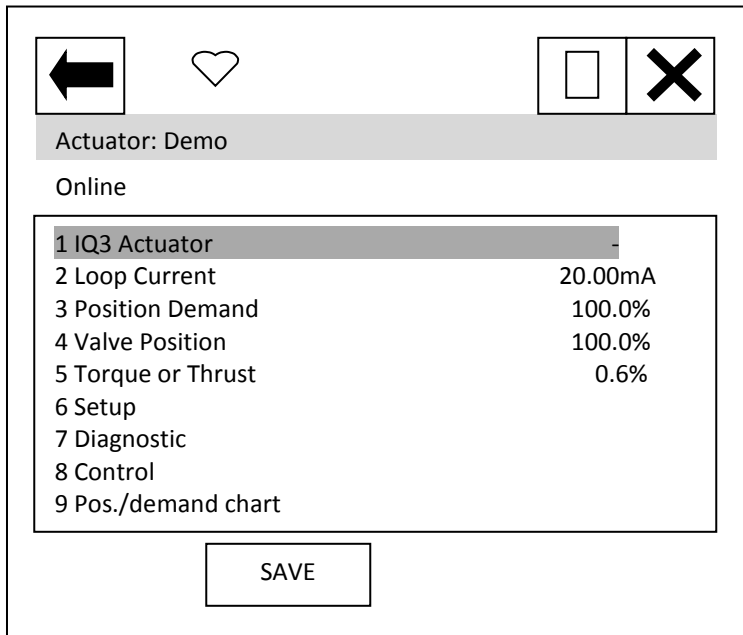 Actuator: Demo
Online
1 IQ3 Actuator -
2 Loop Current 20.00mA
3 Position Demand 100.0%
4 Valve Position 100.0%
5 Torque or Thrust 0.6%
6 Setup
7 Diagnostic
8 Control
9 Pos./demand chart
SAVE